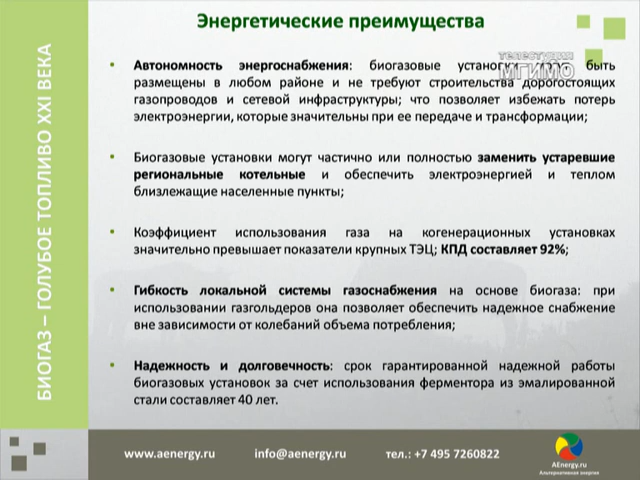 Энергетические преимущества
телестудия
МГИМО
БИОГАЗ – ГОЛУБОЕ ТОПЛИВО XXI ВЕКА
• Автономность энергоснабжения: биогазовые установки быть
размещены в любом районе и не требуют строительства дорогостоящих
газопроводов и сетевой инфраструктуры; что позволяет избежать потерь
электроэнергии, которые значительны при ее передаче и трансформации;
• Биогазовые установки могут частично или полностью заменить устаревшие
региональные котельные и обеспечить электроэнергией и теплом
близлежащие населенные пункты;
• Коэффициент использования газа на когенерационных установках
значительно превышает показатели крупных ТЭЦ; КПД составляет 92%;
• Гибкость локальной системы газоснабжения на основе биогаза: при
использовании газгольдеров она позволяет обеспечить надежное снабжение
вне зависимости от колебаний объема потребления;
• Надежность и долговечность: срок гарантированной надежной работы
биогазовых установок за счет использования ферментора из эмалированной
стали составляет 40 лет.
www.aenergy.ru info@aenergy.ru тел.: +7 495 7260822
AEnergy.ru
Альтернативная энергия